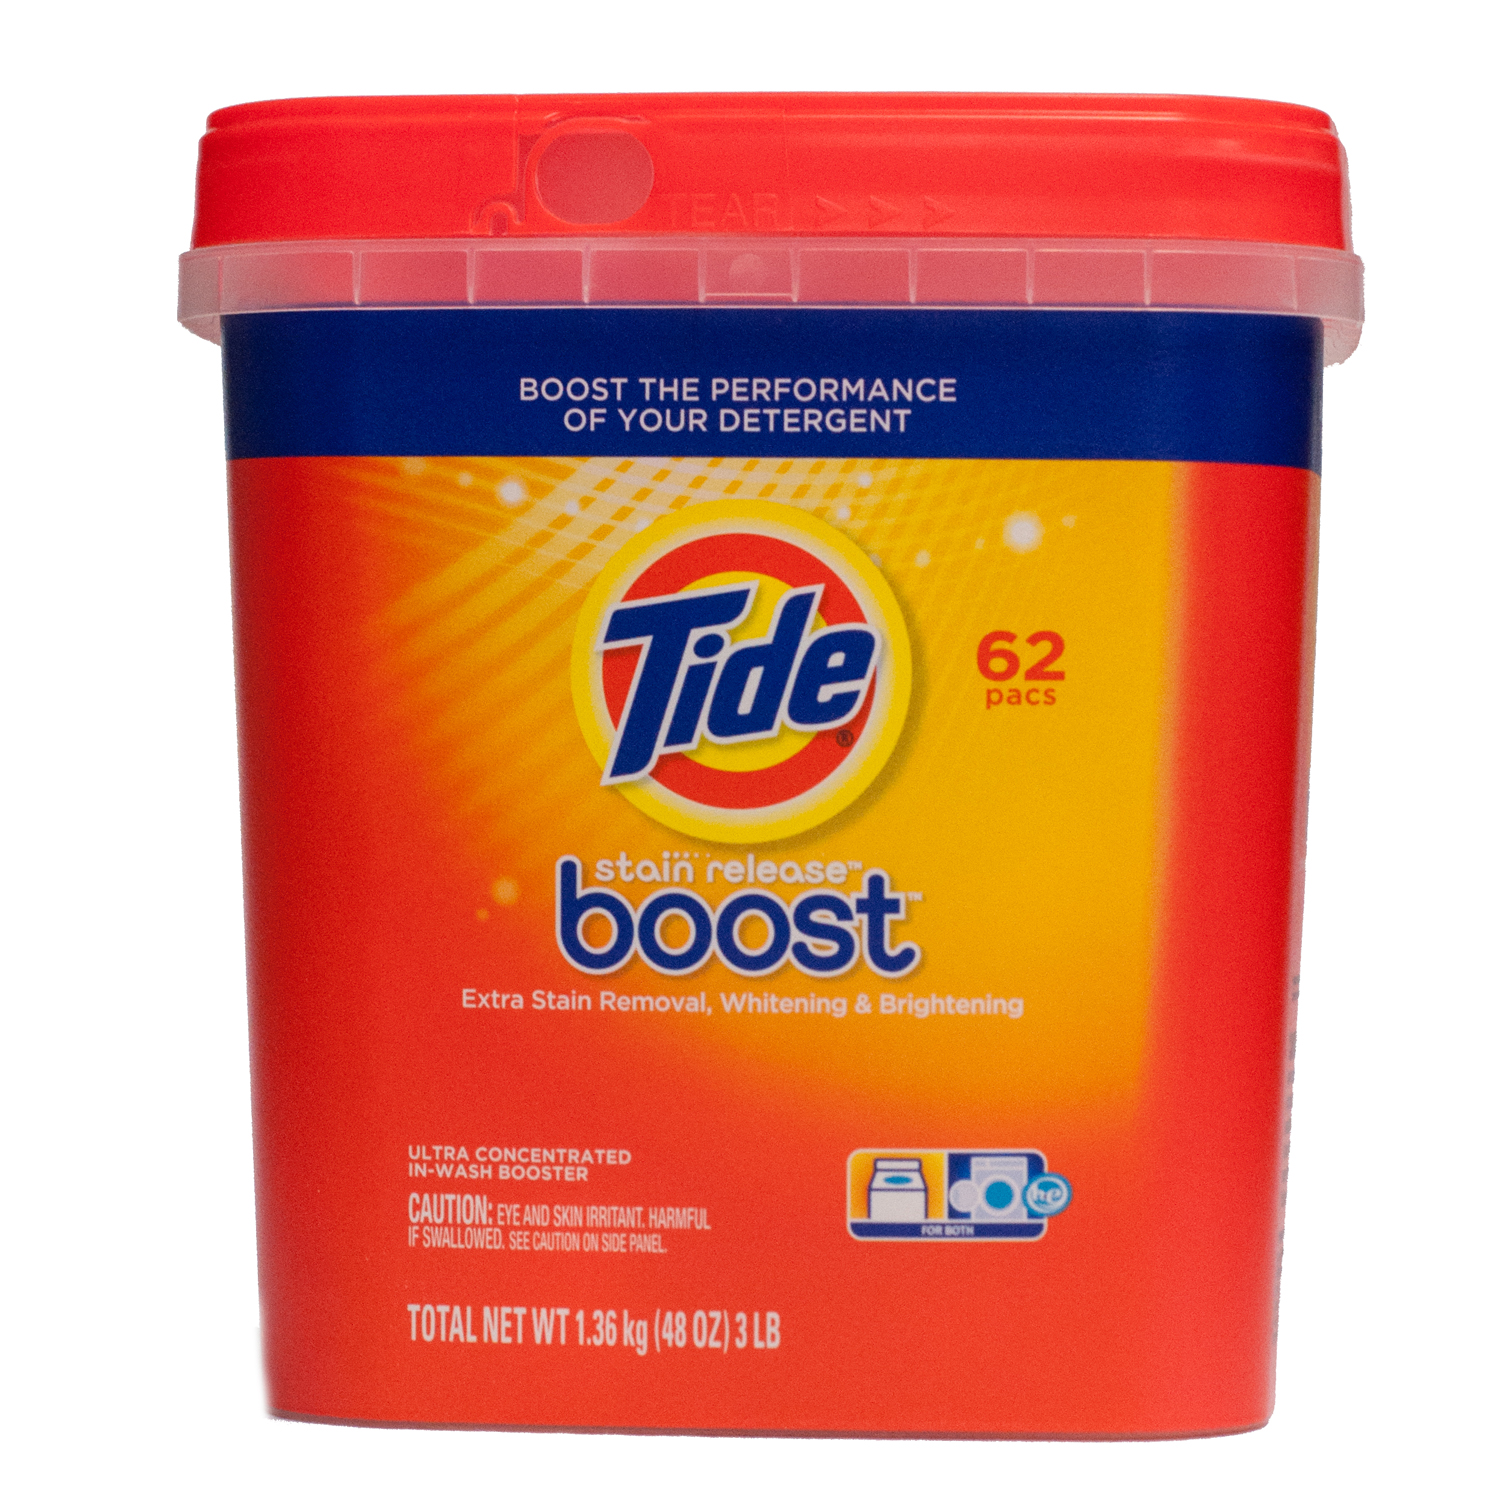 TEAR
BOOST THE PERFORMANCE
OF YOUR DETERGENT
Tide®
62
pacs
stain release™
boost™
Extra Stain Removal, Whitening & Brightening
ULTRA CONCENTRATED
IN-WASH BOOSTER
CAUTION: EYE AND SKIN IRRITANT. HARMFUL
IF SWALLOWED. SEE CAUTION ON SIDE PANEL.
he
FOR BOTH
TOTAL NET WT 1.36 kg (48 OZ) 3 LB